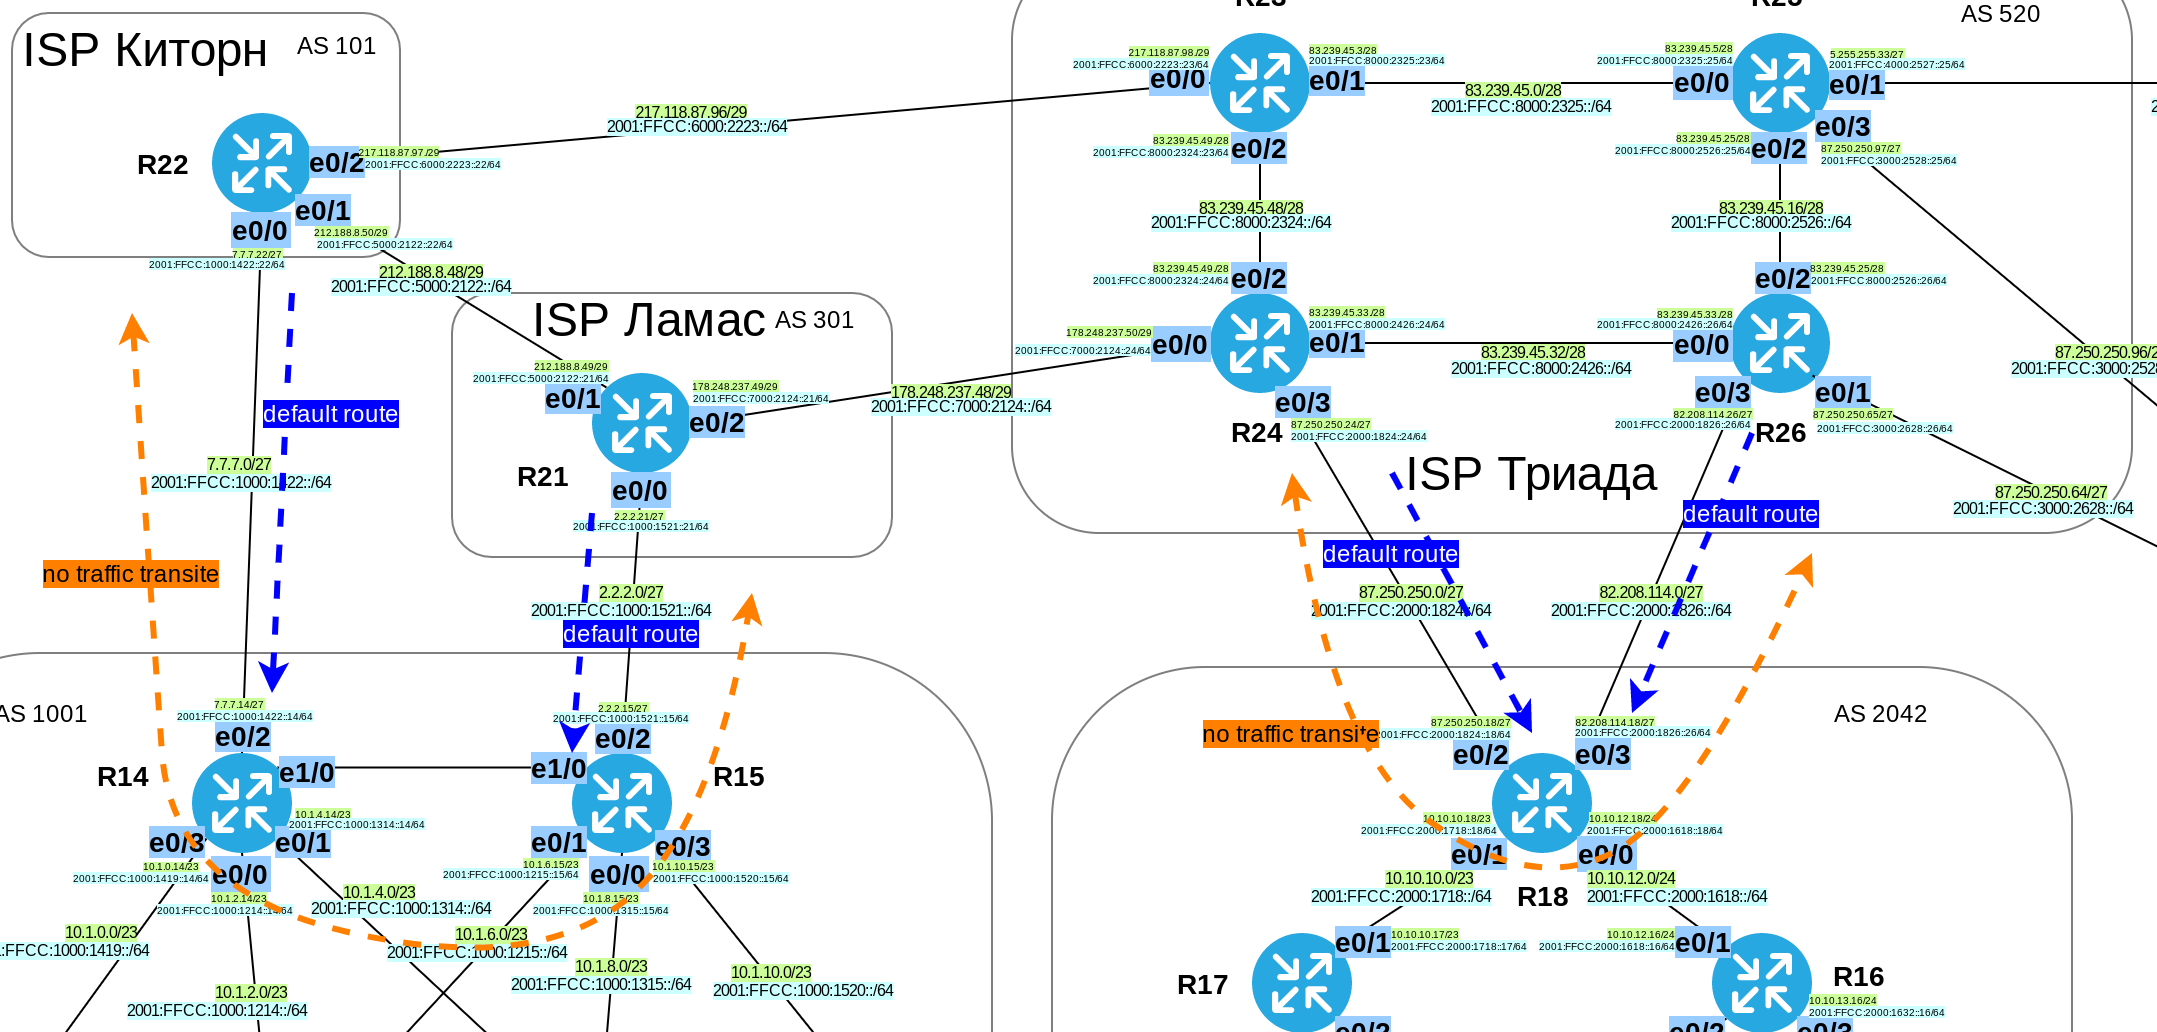 ISP Киторн
AS 101
R22
e0/2
217.118.87.97./29
2001:FFCC:6000:2223::22/64
e0/1
212.188.8.50/29
2001:FFCC:5000:2122::22/64
e0/0
7.7.7.22/27
2001:FFCC:1000:1422::22/64
217.118.87.96/29
2001:FFCC:6000:2223::/64
212.188.8.48/29
2001:FFCC:5000:2122::/64
default route
7.7.7.0/27
2001:FFCC:1000:1422::/64
no traffic transite
ISP Ламас
AS 301
212.188.8.49/29
2001:FFCC:5000:2122::21/64
e0/1
178.248.237.49/29
2001:FFCC:7000:2124::21/64
e0/2
R21
e0/0
2.2.2.21/27
2001:FFCC:1000:1521::21/64
178.248.237.48/29
2001:FFCC:7000:2124::/64
2.2.2.0/27
2001:FFCC:1000:1521::/64
default route
AS 520
217.118.87.98./29
2001:FFCC:6000:2223::23/64
e0/0
83.239.45.3/28
2001:FFCC:8000:2325::23/64
e0/1
83.239.45.0/28
2001:FFCC:8000:2325::/64
83.239.45.5/28
2001:FFCC:8000:2325::25/64
e0/0
5.255.255.33/27
2001:FFCC:4000:2527::25/64
e0/1
e0/3
87.250.250.97/27
2001:FFCC:3000:2528::25/64
83.239.45.49./28
2001:FFCC:8000:2324::23/64
e0/2
83.239.45.25/28
2001:FFCC:8000:2526::25/64
e0/2
83.239.45.48/28
2001:FFCC:8000:2324::/64
83.239.45.16/28
2001:FFCC:8000:2526::/64
83.239.45.49./28
2001:FFCC:8000:2324::24/64
e0/2
e0/2
83.239.45.25/28
2001:FFCC:8000:2526::26/64
178.248.237.50/29
2001:FFCC:7000:2124::24/64
e0/0
83.239.45.33./28
2001:FFCC:8000:2426::24/64
e0/1
83.239.45.32/28
2001:FFCC:8000:2426::/64
83.239.45.33./28
2001:FFCC:8000:2426::26/64
e0/0
87.250.250.96/2
2001:FFCC:3000:2528
e0/3
87.250.250.24/27
2001:FFCC:2000:1824::24/64
R24
e0/3
82.208.114.26/27
2001:FFCC:2000:1826::26/64
e0/1
87.250.250.65/27
2001:FFCC:3000:2628::26/64
R26
ISP Триада
87.250.250.64/27
2001:FFCC:3000:2628::/64
default route
default route
87.250.250.0/27
2001:FFCC:2000:1824::/64
82.208.114.0/27
2001:FFCC:2000:1826::/64
AS 1001
7.7.7.14/27
2001:FFCC:1000:1422::14/64
e0/2
R14
e1/0
10.1.4.14/23
2001:FFCC:1000:1314::14/64
e0/3
e0/1
10.1.0.14/23
2001:FFCC:1000:1419::14/64
e0/0
10.1.2.14/23
2001:FFCC:1000:1214::14/64
2.2.2.15/27
2001:FFCC:1000:1521::15/64
e0/2
e1/0
R15
e0/1
e0/3
10.1.6.15/23
2001:FFCC:1000:1215::15/64
e0/0
10.1.10.15/23
2001:FFCC:1000:1520::15/64
10.1.8.15/23
2001:FFCC:1000:1315::15/64
10.1.4.0/23
2001:FFCC:1000:1314::/64
10.1.0.0/23
:FFCC:1000:1419::/64
10.1.6.0/23
2001:FFCC:1000:1215::/64
10.1.8.0/23
2001:FFCC:1000:1315::/64
10.1.10.0/23
2001:FFCC:1000:1520::/64
10.1.2.0/23
2001:FFCC:1000:1214::/64
AS 2042
no traffic transite
87.250.250.18/27
2001:FFCC:2000:1824::18/64
e0/2
82.208.114.18/27
2001:FFCC:2000:1826::26/64
e0/3
10.10.10.18/23
2001:FFCC:2000:1718::18/64
e0/1
10.10.12.18/24
2001:FFCC:2000:1618::18/64
e0/0
R18
10.10.10.0/23
2001:FFCC:2000:1718::/64
10.10.12.0/24
2001:FFCC:2000:1618::/64
e0/1
10.10.10.17/23
2001:FFCC:2000:1718::17/64
10.10.12.16/24
2001:FFCC:2000:1618::16/64
e0/1
R17
R16
10.10.13.16/24
2001:FFCC:2000:1632::16/64
e0/2
e0/2
e0/3